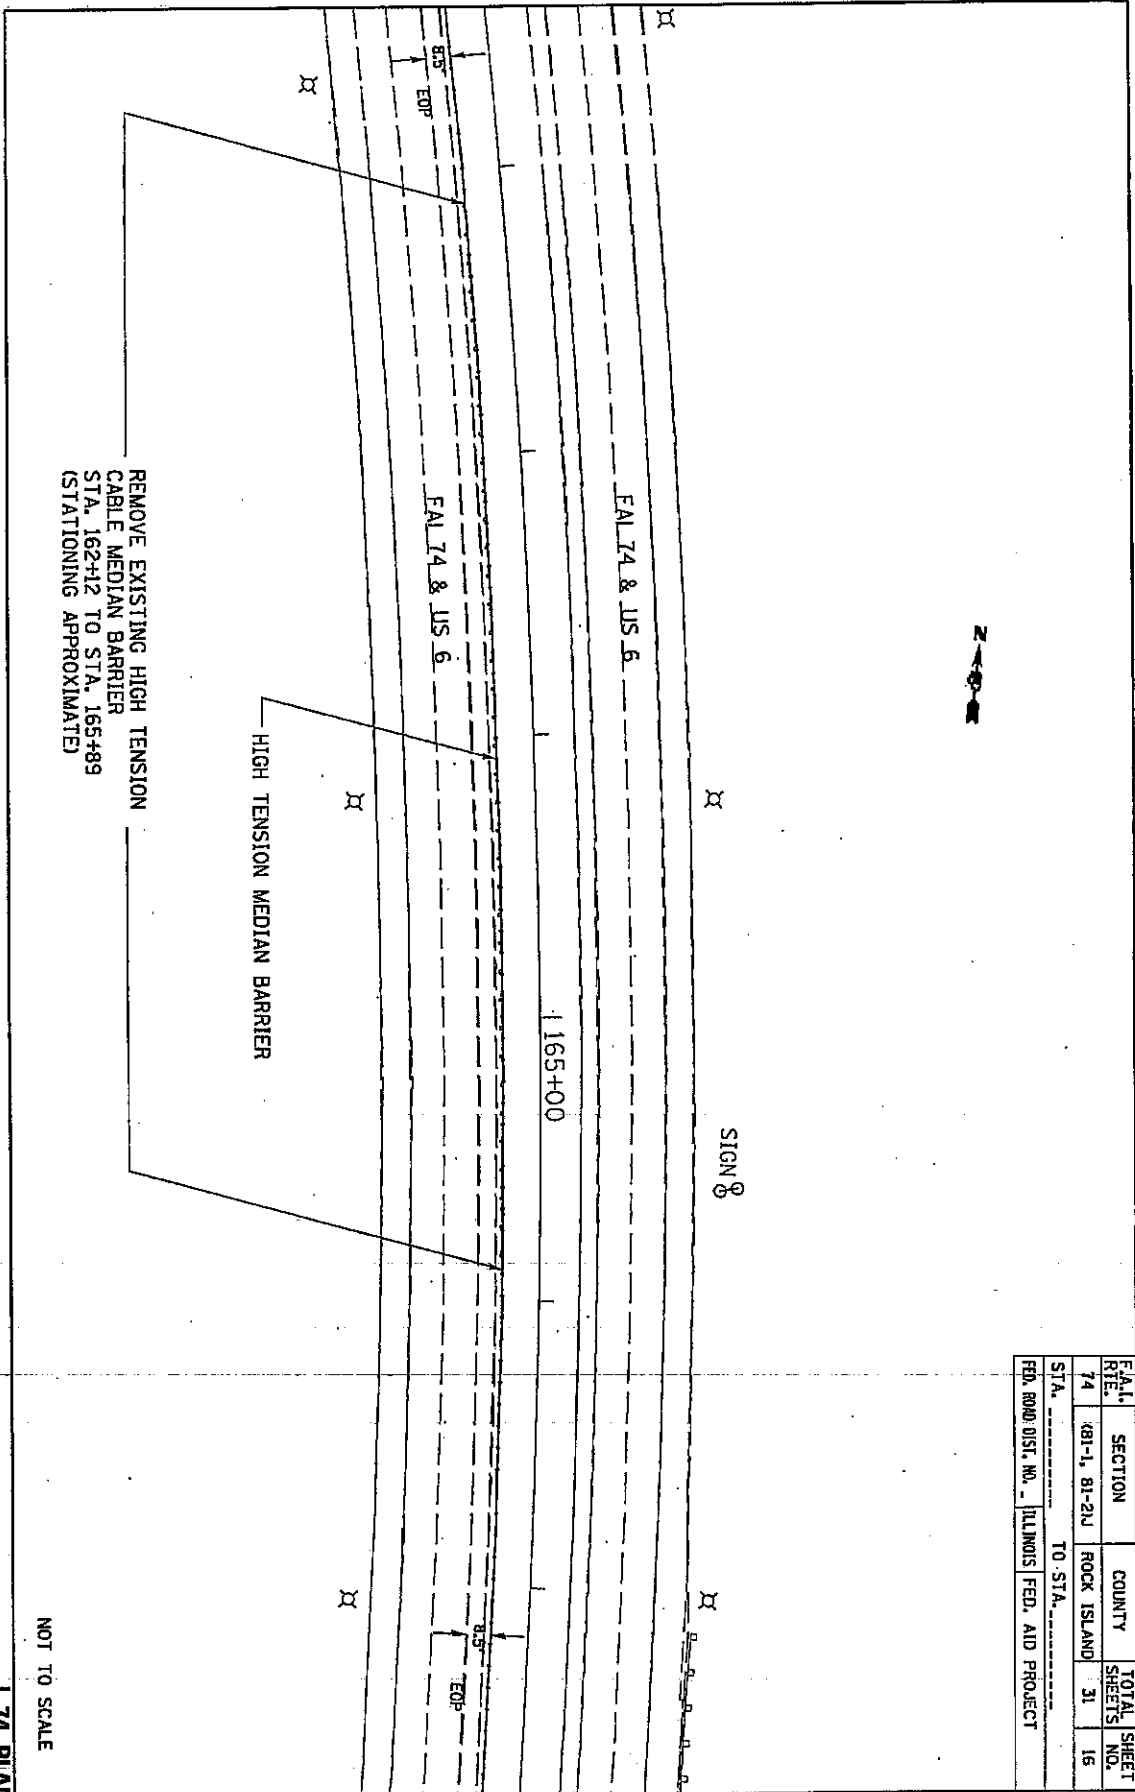 F.A.I. RTE. SECTION COUNTY TOTAL SHEETS SHEET NO.
74 (81-1, 81-2)J ROCK ISLAND 31 16
STA. TO STA.
FED. ROAD DIST. NO. ILLINOIS FED. AID PROJECT
N
SIGN
FAI 74 & US 6
165+00
8.5'
EOP
FAI 74 & US 6
8.5'
EOP
HIGH TENSION MEDIAN BARRIER
REMOVE EXISTING HIGH TENSION
CABLE MEDIAN BARRIER
STA. 162+12 TO STA. 165+89
(STATIONING APPROXIMATE)
NOT TO SCALE